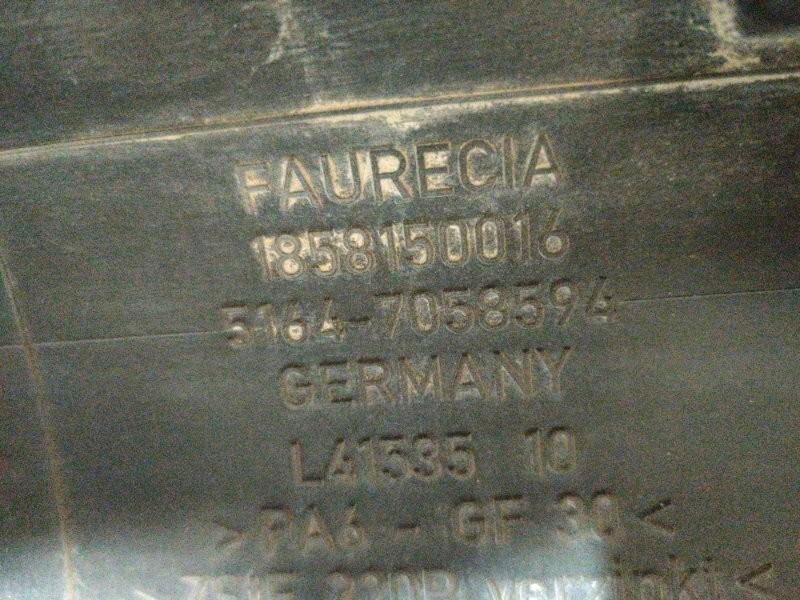 FAURECIA
1858150016
5164-7058594
GERMANY
L41535 10
>PA6 - GF 30<